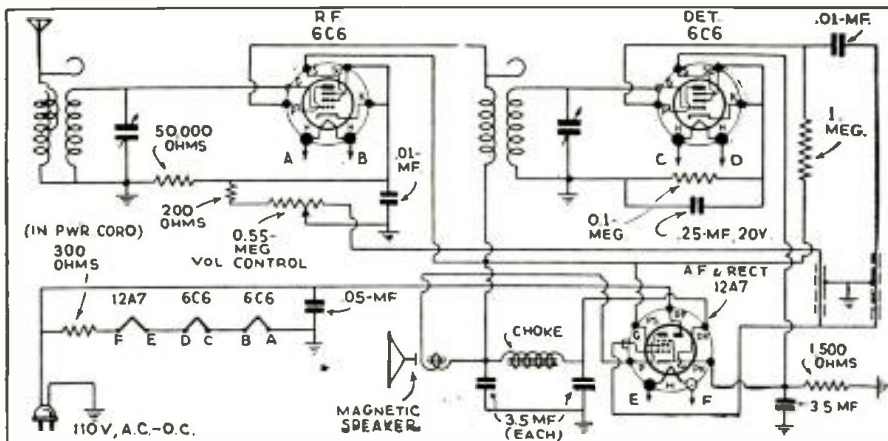 R F
6C6
DET.
6C6
.01-MF.
50,000
OHMS
A
B
.01-
MF
C
D
1
MEG.
200
OHMS
0.55-
MEG
VOL CONTROL
0.1-
MEG
.25-MF, 20V.
(IN PWR CORD)
300
OHMS
12A7
6C6
6C6
F
E
D
C
B
A
.05-MF
A F & RECT
12A7
CHOKE
MAGNETIC
SPEAKER
3.5 MF
(EACH)
E
F
1,500
OHMS
3.5 MF
110V, A.C.-D.C.